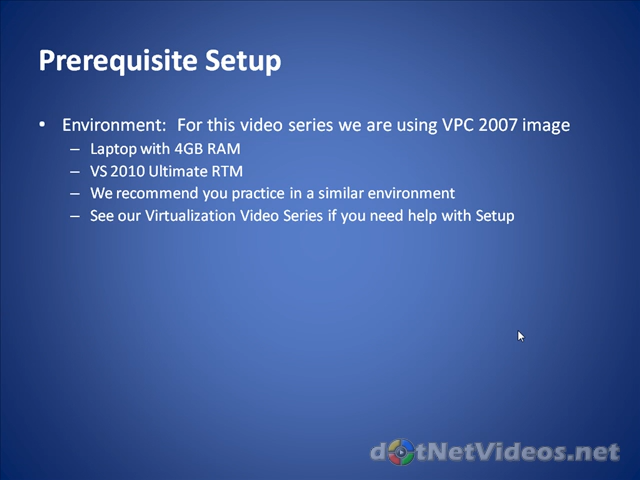 Prerequisite Setup
• Environment:  For this video series we are using VPC 2007 image
– Laptop with 4GB RAM
– VS 2010 Ultimate RTM
– We recommend you practice in a similar environment
– See our Virtualization Video Series if you need help with Setup
dotNetVideos.net